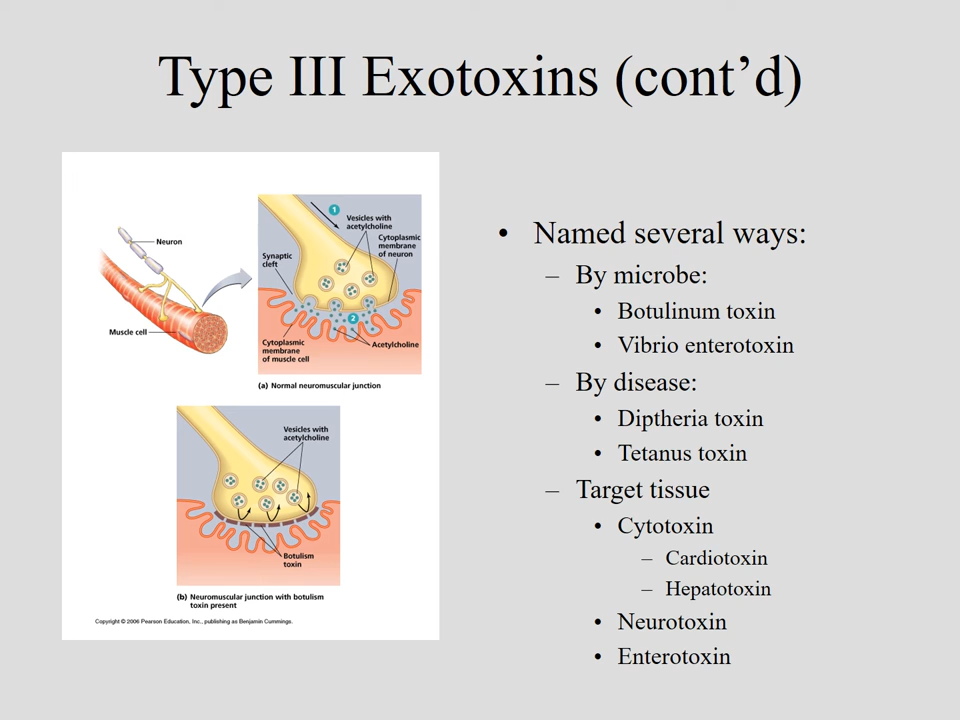 Type III Exotoxins (cont’d)
1
Vesicles with
acetylcholine
Neuron
Cytoplasmic
membrane
of neuron
Synaptic
cleft
2
Muscle cell
Cytoplasmic
membrane
of muscle cell
Acetylcholine
(a) Normal neuromuscular junction
Vesicles with
acetylcholine
Botulism
toxin
(b) Neuromuscular junction with botulism
toxin present
Copyright © 2006 Pearson Education, Inc., publishing as Benjamin Cummings.
• Named several ways:
– By microbe:
• Botulinum toxin
• Vibrio enterotoxin
– By disease:
• Diptheria toxin
• Tetanus toxin
– Target tissue
• Cytotoxin
– Cardiotoxin
– Hepatotoxin
• Neurotoxin
• Enterotoxin